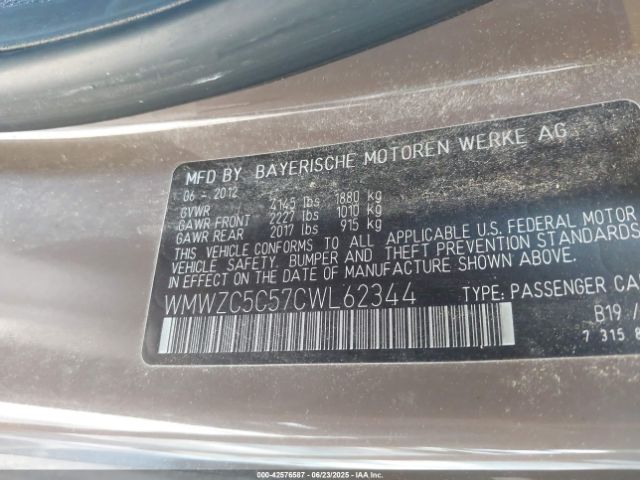 MFD BY BAYERISCHE MOTOREN WERKE AG
06 - 2012
GVWR 4145 lbs 1880 kg
GAWR FRONT 2227 lbs 1010 kg
GAWR REAR 2017 lbs 915 kg
THIS VEHICLE CONFORMS TO ALL APPLICABLE U.S. FEDERAL MOTOR
VEHICLE SAFETY, BUMPER AND THEFT PREVENTION STANDARDS
IN EFFECT ON THE DATE OF MANUFACTURE SHOWN ABOVE.
WMWZC5C57CWL62344 TYPE: PASSENGER CA
B19 /
7 315
000-42576587 - 06/23/2025 - IAAI Copart